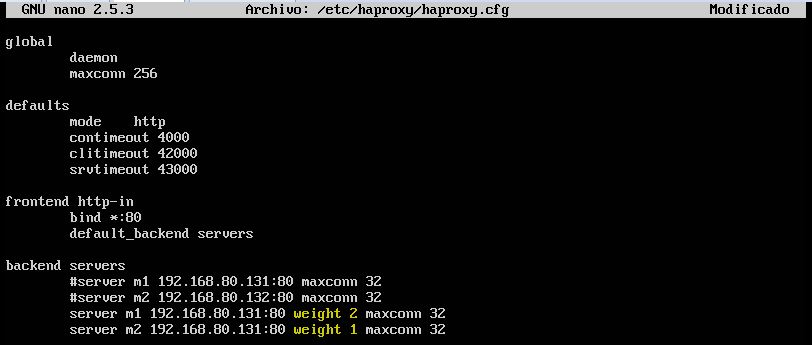 GNU nano 2.5.3 Archivo: /etc/haproxy/haproxy.cfg Modificado
global
daemon
maxconn 256
defaults
mode http
contimeout 4000
clitimeout 42000
srvtimeout 43000
frontend http-in
bind *:80
default_backend servers
backend servers
#server m1 192.168.80.131:80 maxconn 32
#server m2 192.168.80.132:80 maxconn 32
server m1 192.168.80.131:80 weight 2 maxconn 32
server m2 192.168.80.131:80 weight 1 maxconn 32